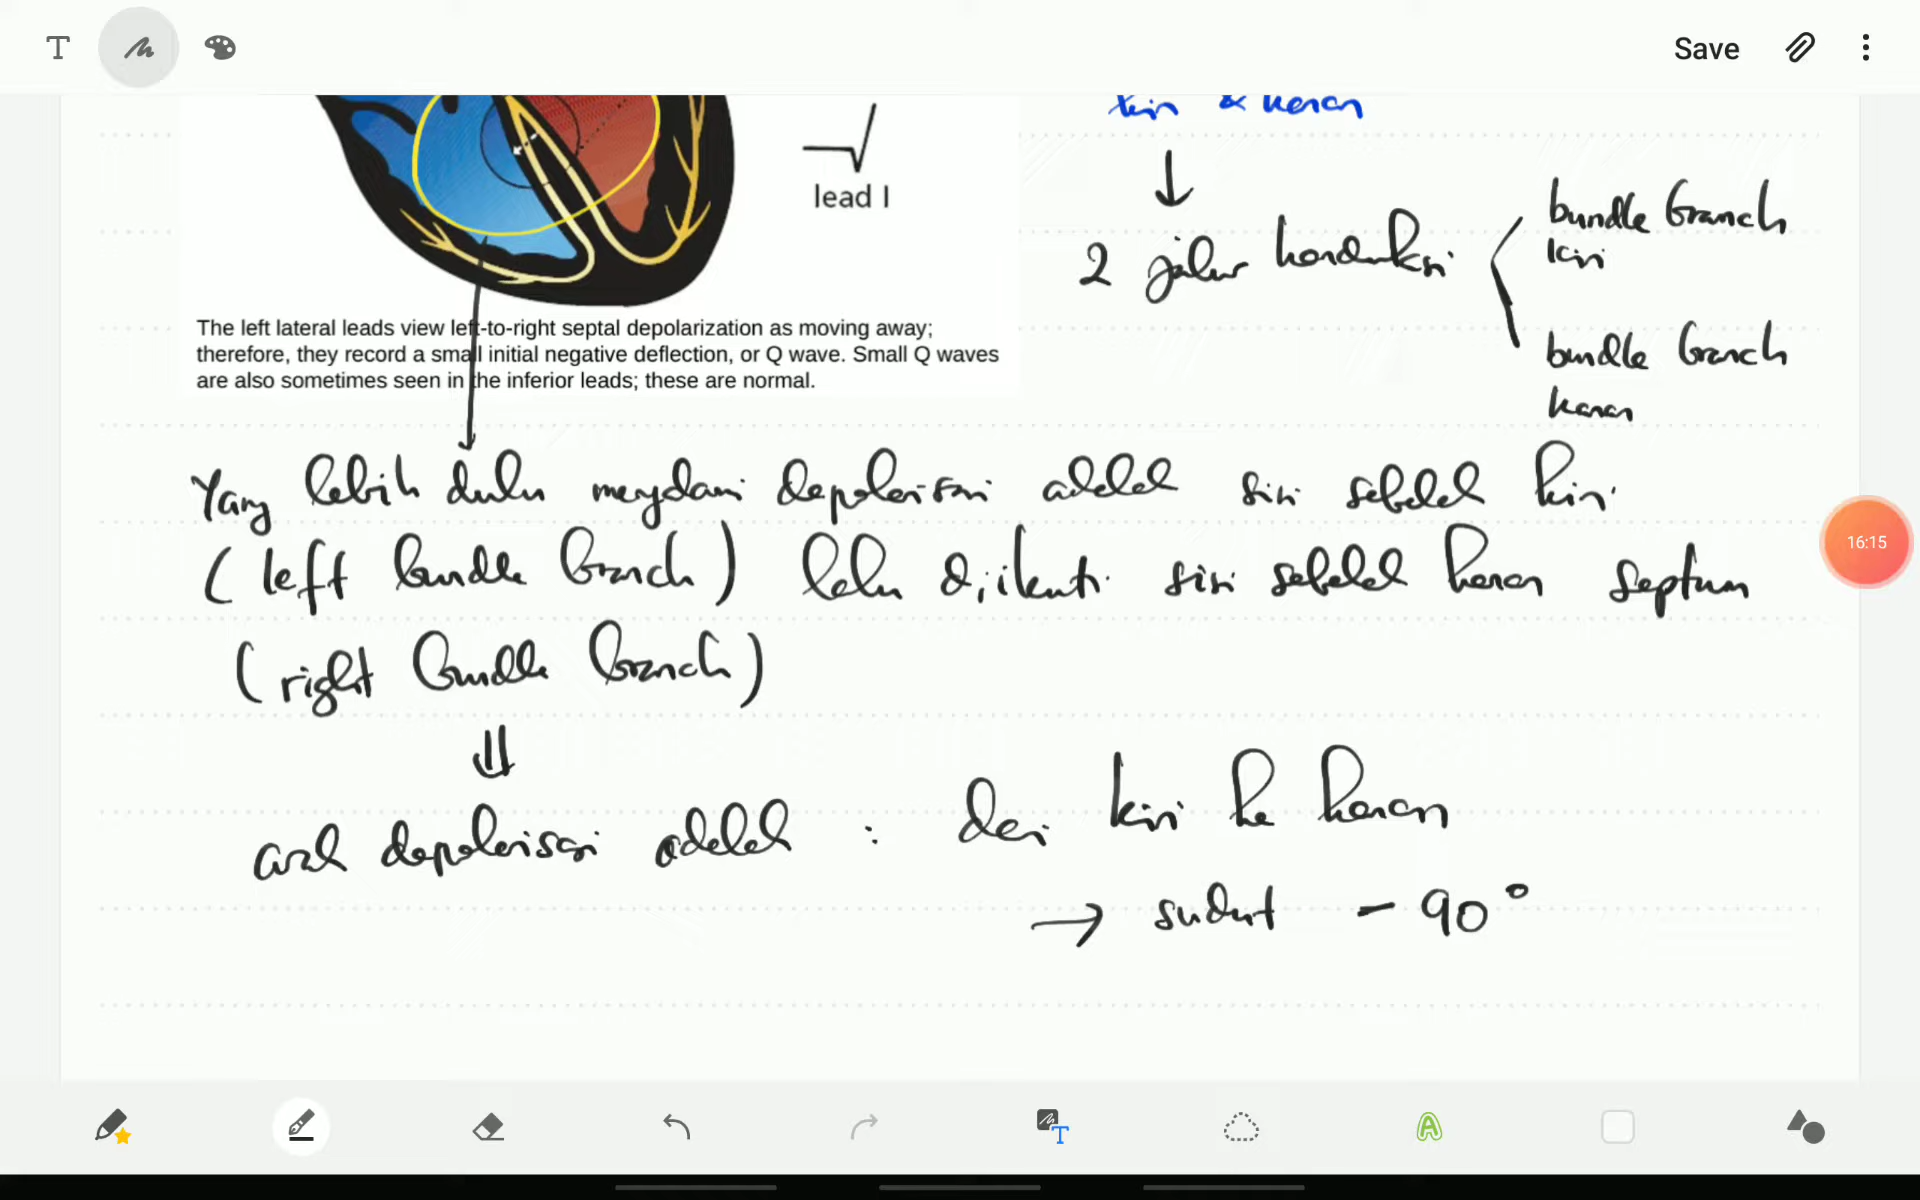 T
Save
kiri & kanan
lead I
2 jalur konduksi
bundle branch
kiri
bundle branch
kanan
The left lateral leads view left-to-right septal depolarization as moving away;
therefore, they record a small initial negative deflection, or Q wave. Small Q waves
are also sometimes seen in the inferior leads; these are normal.
Yang lebih dulu mengalami depolarisasi adalah sisi sebelah kiri
(left bundle branch) lalu diikuti sisi sebelah kanan septum
(right bundle branch)
16:15
⇓
arah depolarisasi adalah : dari kiri ke kanan
→ sudut - 90°